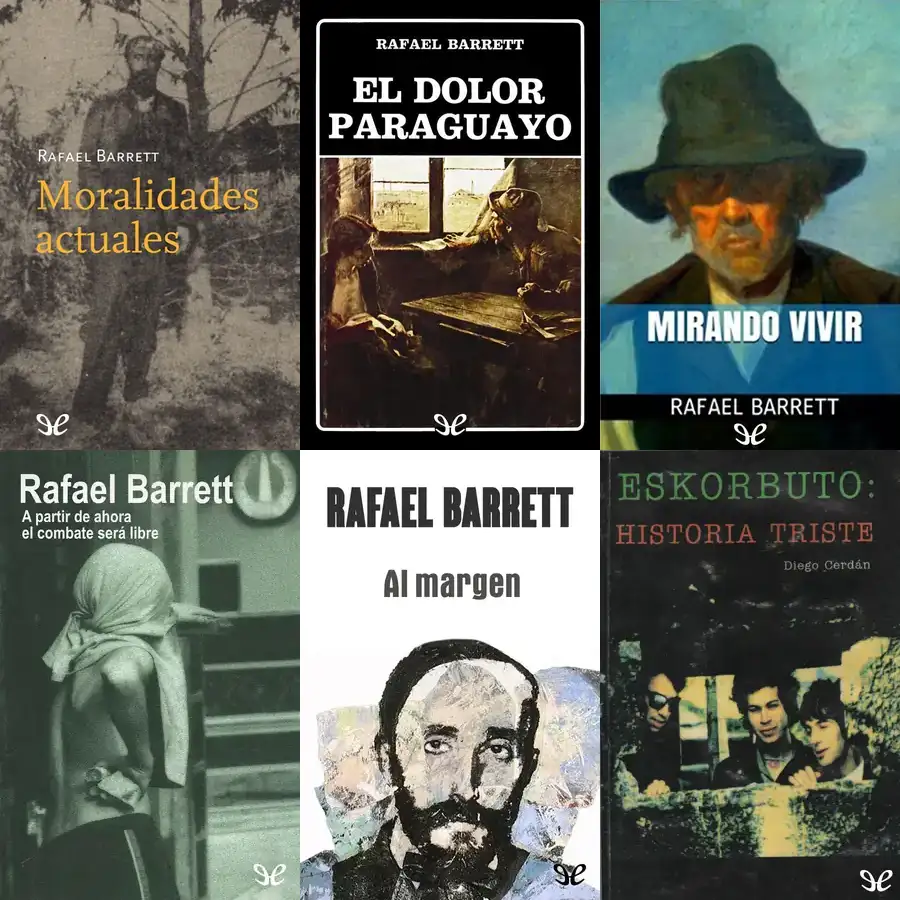 RAFAEL BARRETT
Moralidades
actuales
RAFAEL BARRETT
EL DOLOR
PARAGUAYO
MIRANDO VIVIR
RAFAEL BARRETT
Rafael Barrett
A partir de ahora
el combate será libre
RAFAEL BARRETT
Al margen
ESKORBUTO:
HISTORIA TRISTE
Diego Cerdán